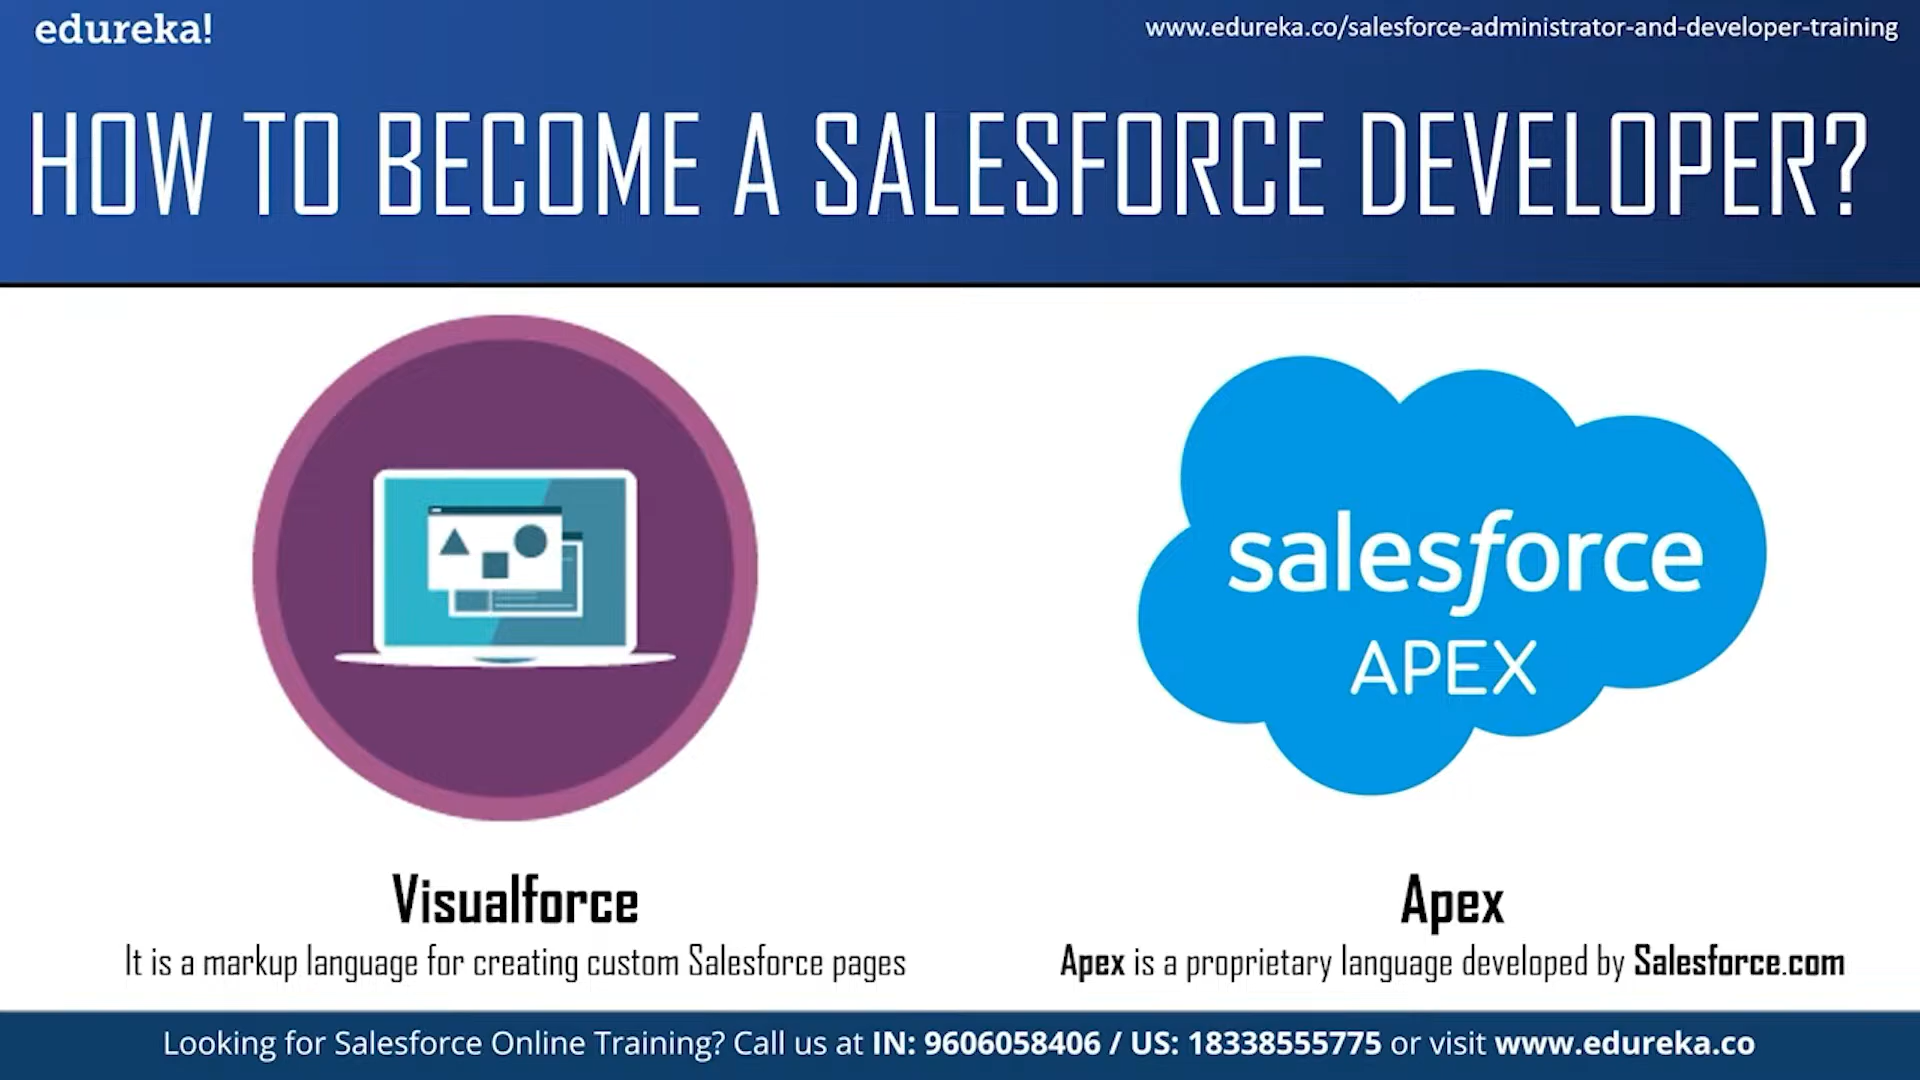 edureka!
www.edureka.co/salesforce-administrator-and-developer-training
HOW TO BECOME A SALESFORCE DEVELOPER?
salesforce
APEX
Visualforce
It is a markup language for creating custom Salesforce pages
Apex
Apex is a proprietary language developed by Salesforce.com
Looking for Salesforce Online Training? Call us at IN: 9606058406 / US: 18338555775 or visit www.edureka.co